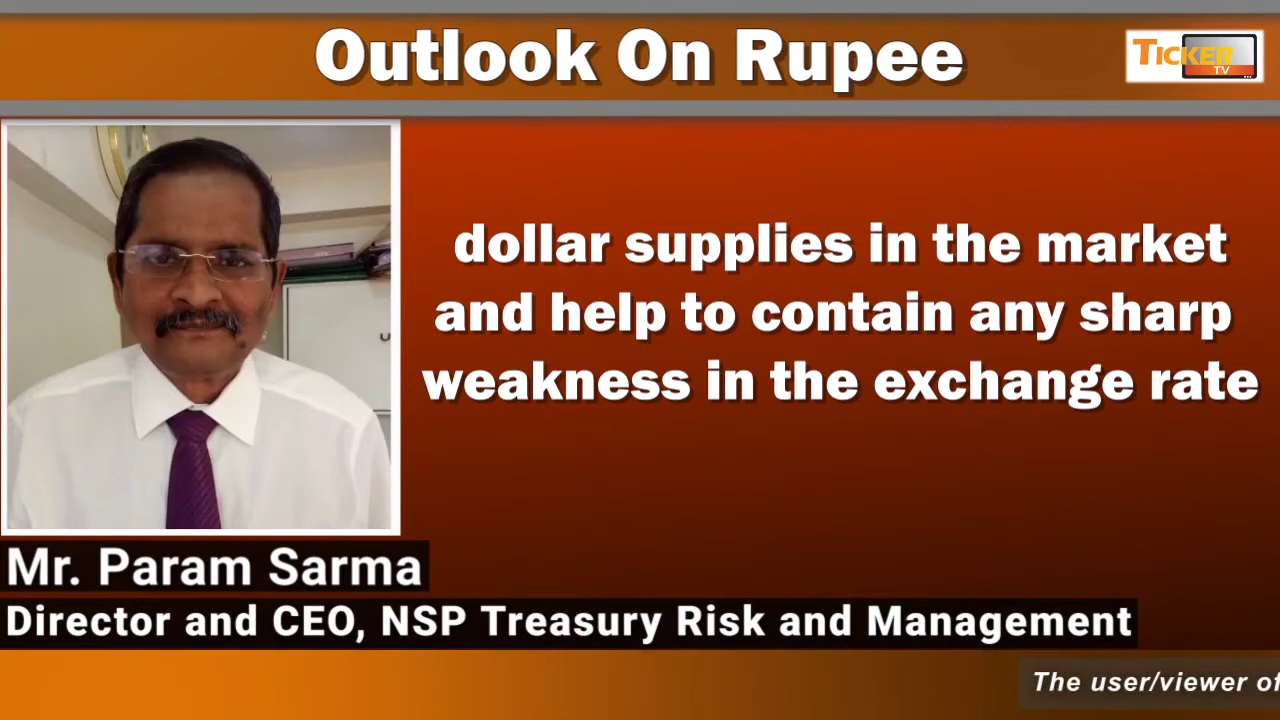 Outlook On Rupee
TICKER
TV
dollar supplies in the market
and help to contain any sharp
weakness in the exchange rate
Mr. Param Sarma
Director and CEO, NSP Treasury Risk and Management
The user/viewer of